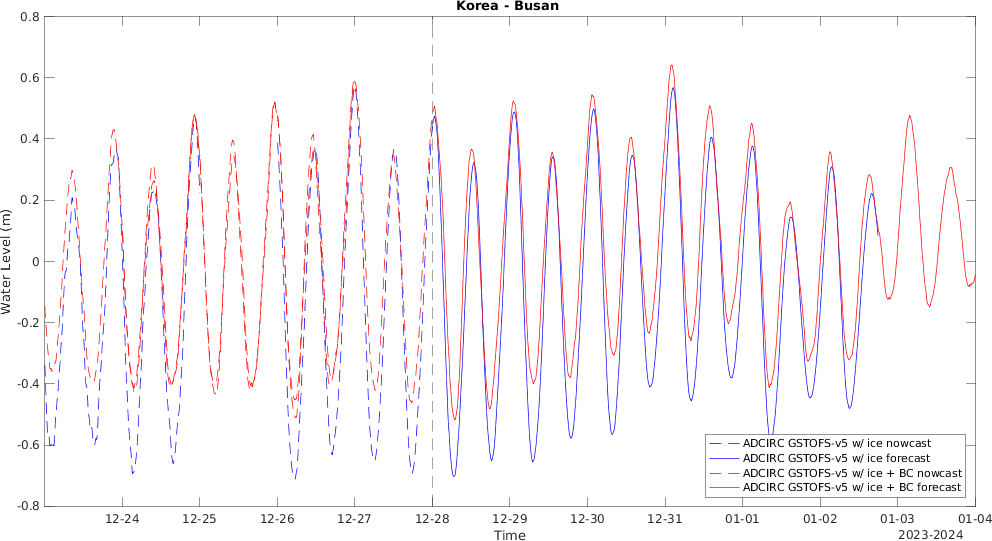 Korea - Busan
0.8
0.6
0.4
0.2
0
-0.2
-0.4
-0.6
-0.8
Water Level (m)
ADCIRC GSTOFS-v5 w/ ice nowcast
ADCIRC GSTOFS-v5 w/ ice forecast
ADCIRC GSTOFS-v5 w/ ice + BC nowcast
ADCIRC GSTOFS-v5 w/ ice + BC forecast
12-24 12-25 12-26 12-27 12-28 12-29 12-30 12-31 01-01 01-02 01-03 01-04
Time
2023-2024